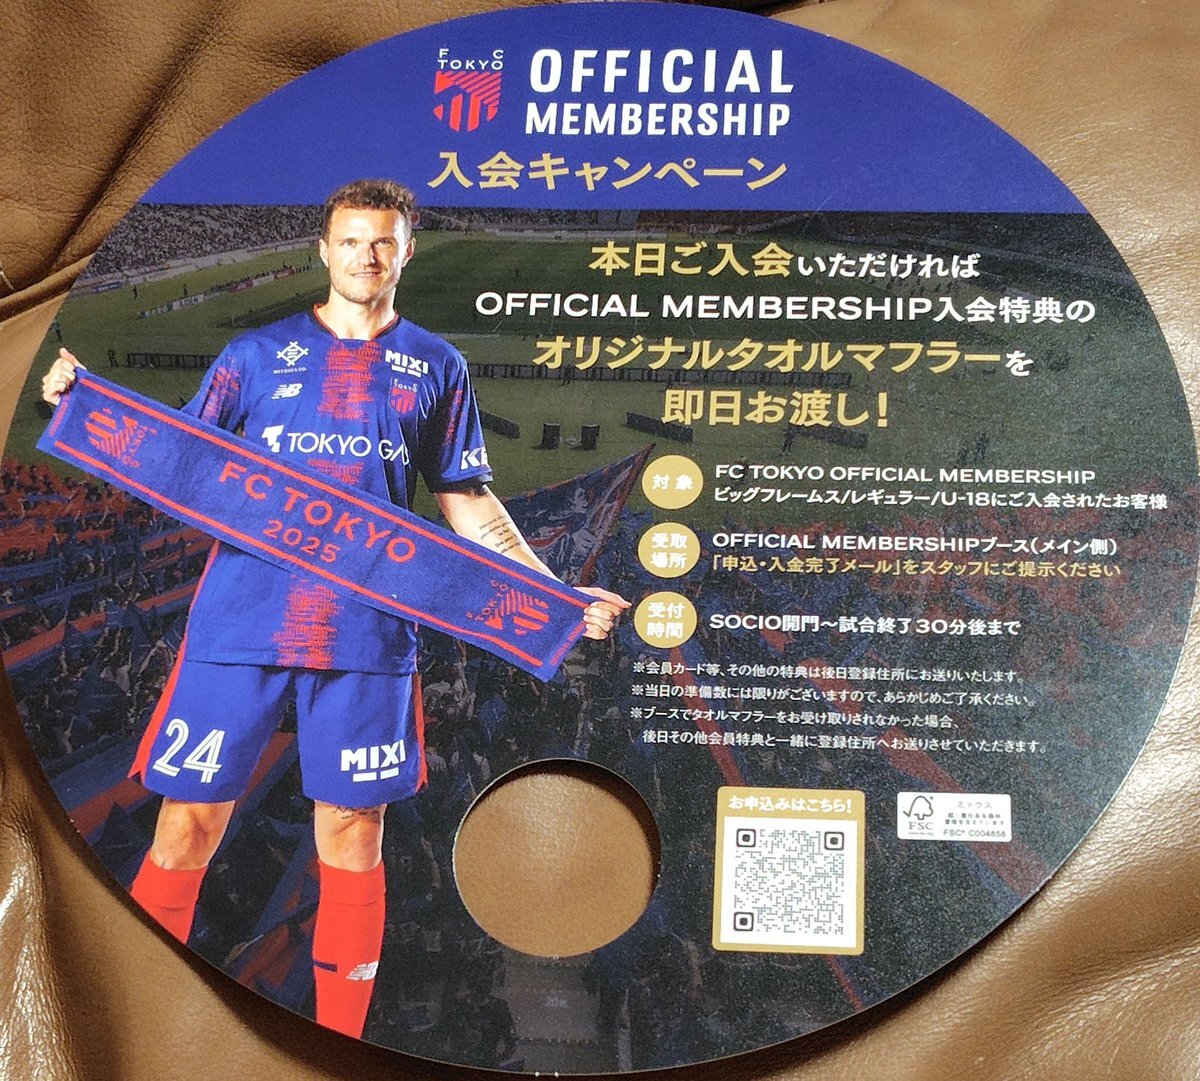 F C
TOKYO
OFFICIAL
MEMBERSHIP
入会キャンペーン
本日ご入会いただければ
OFFICIAL MEMBERSHIP入会特典の
オリジナルタオルマフラーを
即日お渡し!
対象
FC TOKYO OFFICIAL MEMBERSHIP
ビッグフレームス/レギュラー/U-18にご入会されたお客様
受取
場所
OFFICIAL MEMBERSHIPブース(メイン側)
「申込・入金完了メール」をスタッフにご提示ください
受付
時間
SOCIO開門~試合終了30分後まで
※会員カード等、その他の特典は後日登録住所にお送りいたします。
※当日の準備数には限りがございますので、あらかじめご了承ください。
※ブースでタオルマフラーをお受け取りされなかった場合、
後日その他会員特典と一緒に登録住所へお送りさせていただきます。
お申込みはこちら!
FSC
ミックス
FSC® C004858
MIXI
NB
TOKYO GA
FC TOKYO
2025
24
MIXI
NB